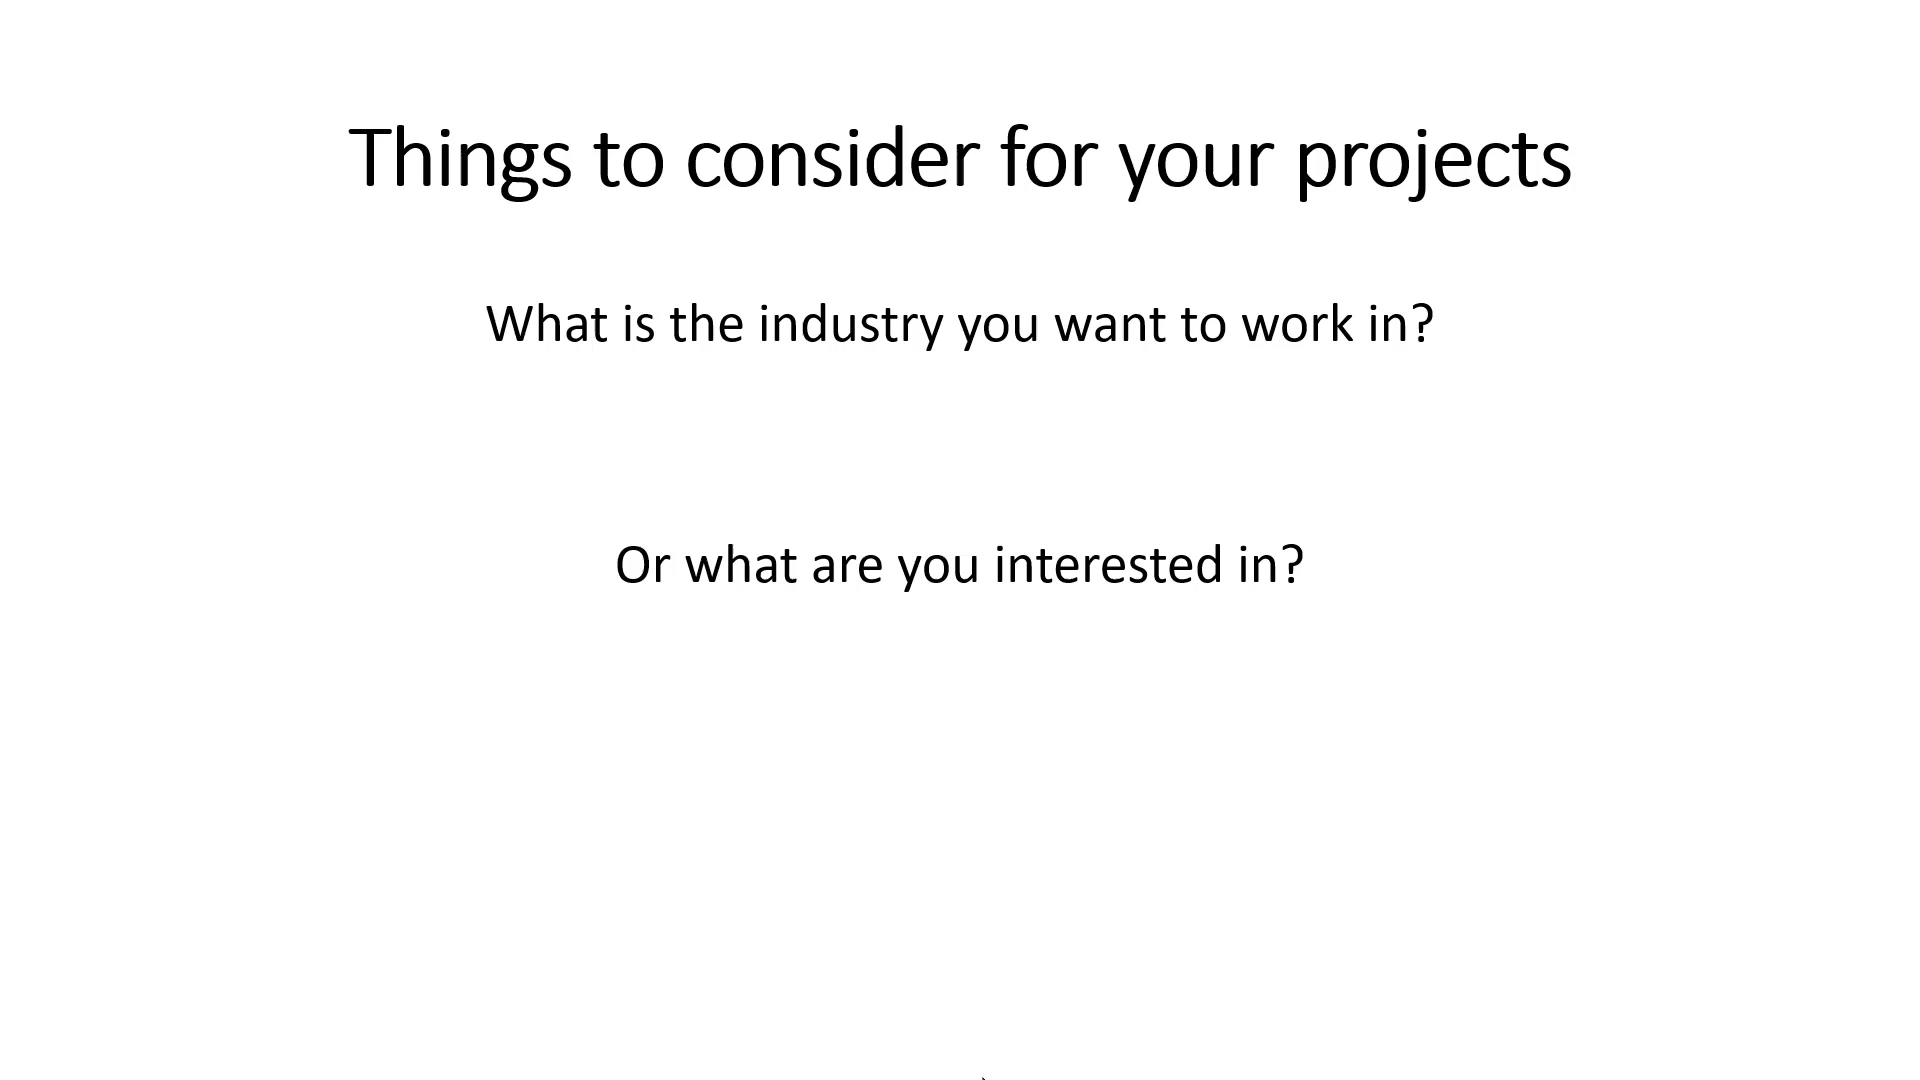 Things to consider for your projects
What is the industry you want to work in?
Or what are you interested in?